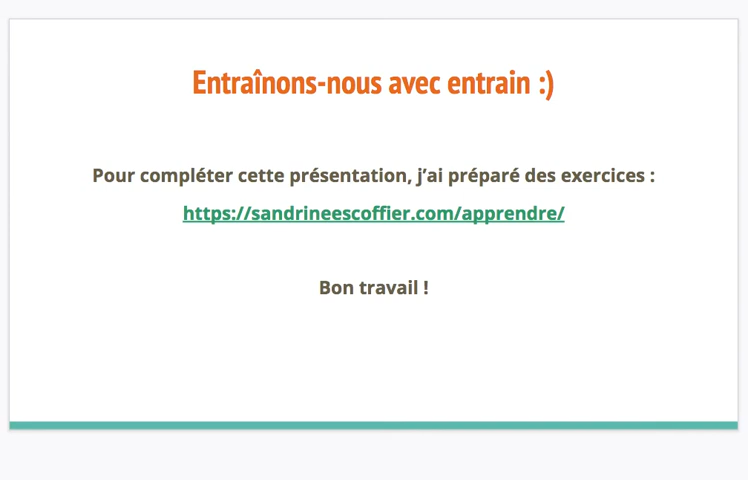 Entraînons-nous avec entrain :)
Pour compléter cette présentation, j’ai préparé des exercices :
https://sandrineescoffier.com/apprendre/
Bon travail !